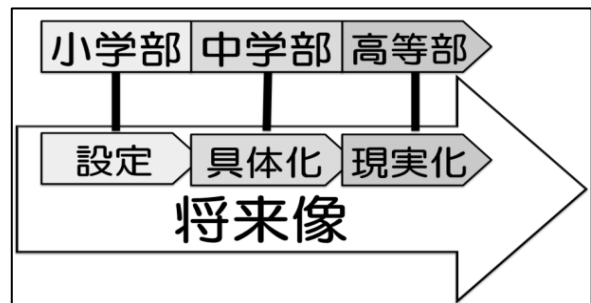 小学部 中学部 高等部
設定 具体化 現実化
将来像